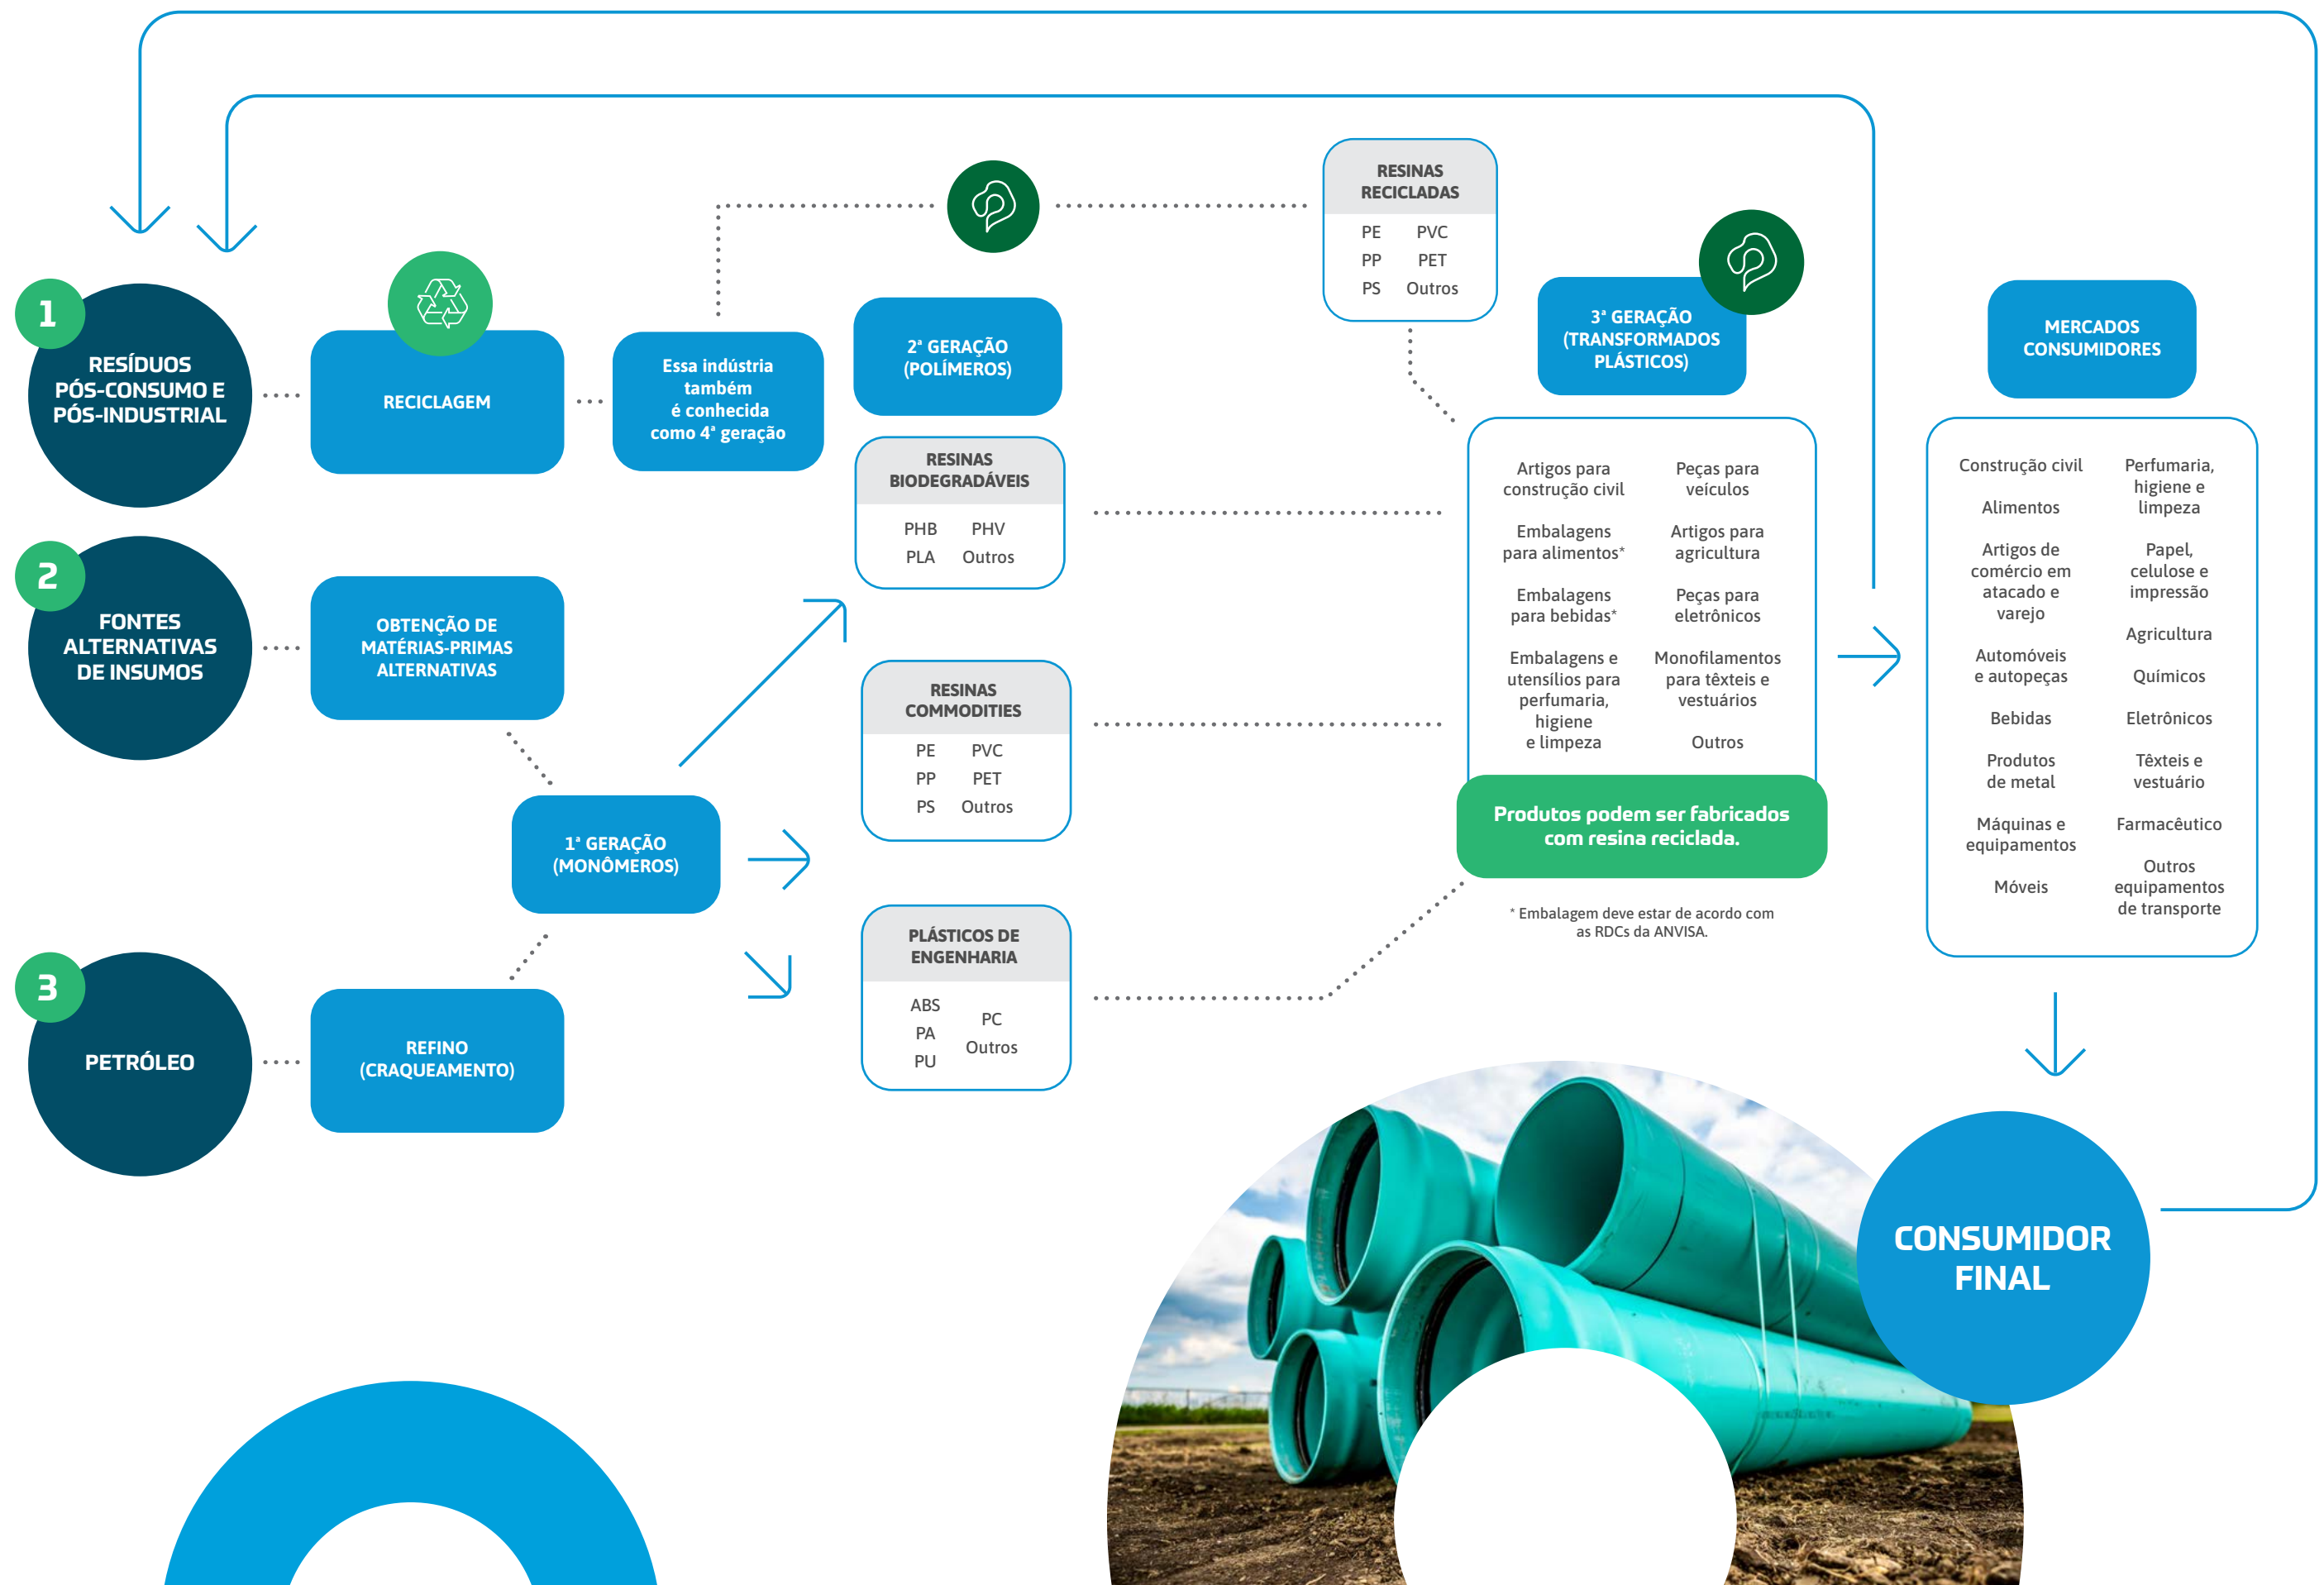 1
RESÍDUOS
PÓS-CONSUMO E
PÓS-INDUSTRIAL
RECICLAGEM
Essa indústria
também
é conhecida
como 4ª geração
2
FONTES
ALTERNATIVAS
DE INSUMOS
OBTENÇÃO DE
MATÉRIAS-PRIMAS
ALTERNATIVAS
3
PETRÓLEO
REFINO
(CRAQUEAMENTO)
1ª GERAÇÃO
(MONÔMEROS)
2ª GERAÇÃO
(POLÍMEROS)
RESINAS
BIODEGRADÁVEIS
PHB PHV
PLA Outros
RESINAS
COMMODITIES
PE PVC
PP PET
PS Outros
PLÁSTICOS DE
ENGENHARIA
ABS
PA
PU
PC
Outros
RESINAS
RECICLADAS
PE PVC
PP PET
PS Outros
3ª GERAÇÃO
(TRANSFORMADOS
PLÁSTICOS)
Artigos para
construção civil
Embalagens
para alimentos*
Embalagens
para bebidas*
Embalagens e
utensílios para
perfumaria,
higiene
e limpeza
Peças para
veículos
Artigos para
agricultura
Peças para
eletrônicos
Monofilamentos
para têxteis e
vestuários
Outros
Produtos podem ser fabricados
com resina reciclada.
* Embalagem deve estar de acordo com
as RDCs da ANVISA.
MERCADOS
CONSUMIDORES
Construção civil
Alimentos
Artigos de
comércio em
atacado e
varejo
Automóveis
e autopeças
Bebidas
Produtos
de metal
Máquinas e
equipamentos
Móveis
Perfumaria,
higiene e
limpeza
Papel,
celulose e
impressão
Agricultura
Químicos
Eletrônicos
Têxteis e
vestuário
Farmacêutico
Outros
equipamentos
de transporte
CONSUMIDOR
FINAL